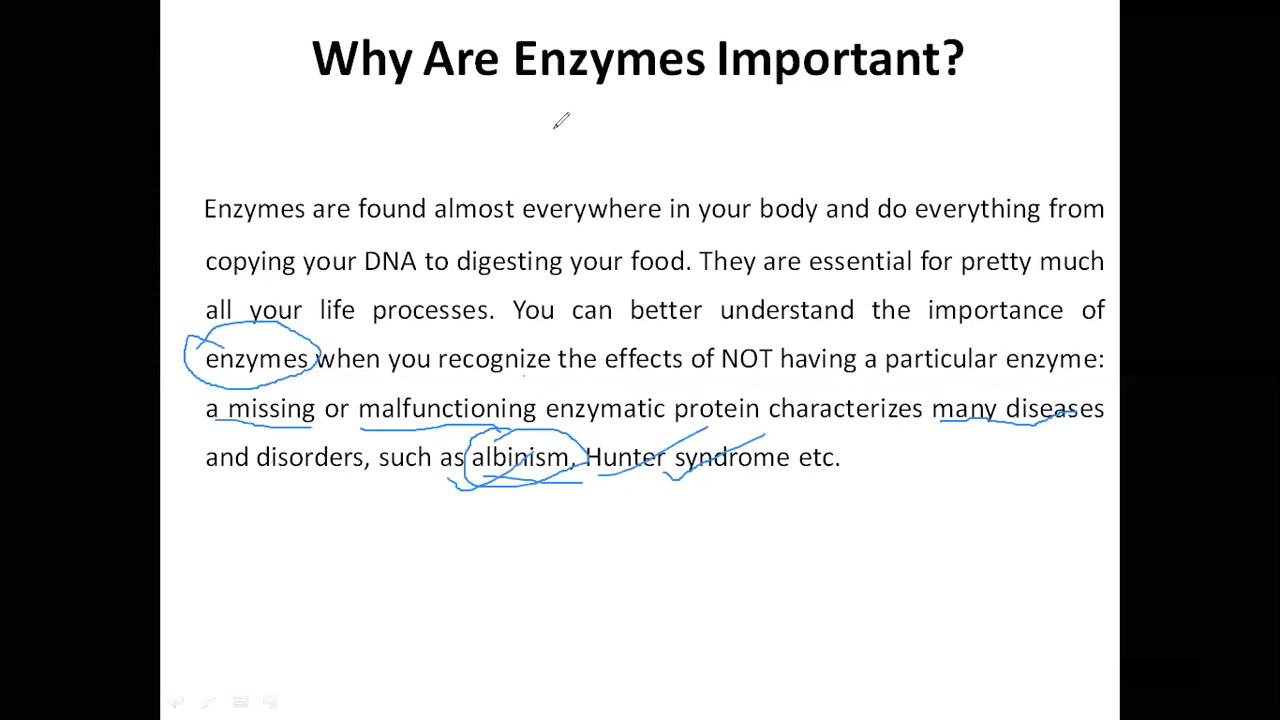 Why Are Enzymes Important?
Enzymes are found almost everywhere in your body and do everything from
copying your DNA to digesting your food. They are essential for pretty much
all your life processes. You can better understand the importance of
enzymes when you recognize the effects of NOT having a particular enzyme:
a missing or malfunctioning enzymatic protein characterizes many diseases
and disorders, such as albinism, Hunter syndrome etc.